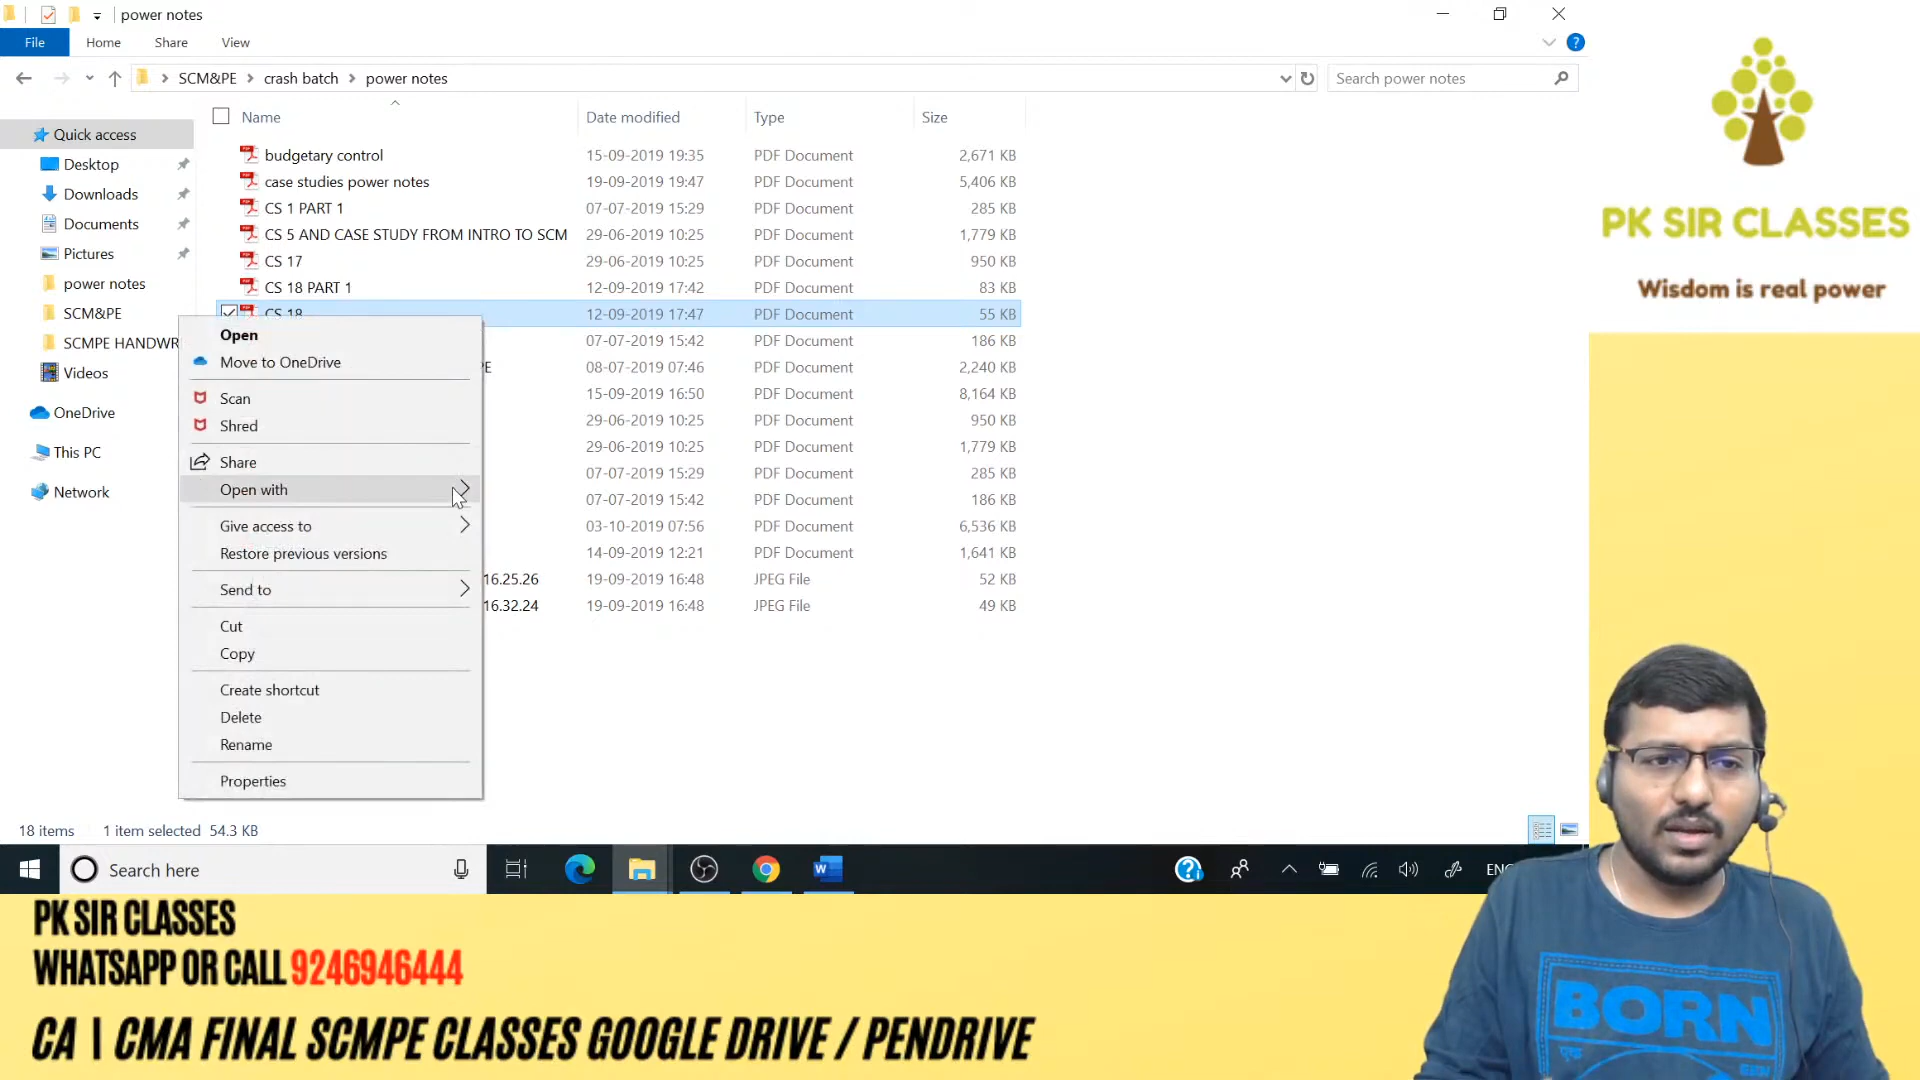 power notes
File Home Share View
SCM&PE > crash batch > power notes
Search power notes
Name Date modified Type Size
Quick access
Desktop
Downloads
Documents
Pictures
power notes
SCM&PE
SCMPE HANDWR
Videos
OneDrive
This PC
Network
budgetary control 15-09-2019 19:35 PDF Document 2,671 KB
case studies power notes 19-09-2019 19:47 PDF Document 5,406 KB
CS 1 PART 1 07-07-2019 15:29 PDF Document 285 KB
CS 5 AND CASE STUDY FROM INTRO TO SCM 29-06-2019 10:25 PDF Document 1,779 KB
CS 17 29-06-2019 10:25 PDF Document 950 KB
CS 18 PART 1 12-09-2019 17:42 PDF Document 83 KB
CS 18 12-09-2019 17:47 PDF Document 55 KB
07-07-2019 15:42 PDF Document 186 KB
PE 08-07-2019 07:46 PDF Document 2,240 KB
15-09-2019 16:50 PDF Document 8,164 KB
29-06-2019 10:25 PDF Document 950 KB
29-06-2019 10:25 PDF Document 1,779 KB
07-07-2019 15:29 PDF Document 285 KB
07-07-2019 15:42 PDF Document 186 KB
03-10-2019 07:56 PDF Document 6,536 KB
14-09-2019 12:21 PDF Document 1,641 KB
16.25.26 19-09-2019 16:48 JPEG File 52 KB
16.32.24 19-09-2019 16:48 JPEG File 49 KB
Open
Move to OneDrive
Scan
Shred
Share
Open with
Give access to
Restore previous versions
Send to
Cut
Copy
Create shortcut
Delete
Rename
Properties
18 items 1 item selected 54.3 KB
Search here
ENG
PK SIR CLASSES
Wisdom is real power
BORN
PK SIR CLASSES
WHATSAPP OR CALL 9246946444
CA \ CMA FINAL SCMPE CLASSES GOOGLE DRIVE / PENDRIVE